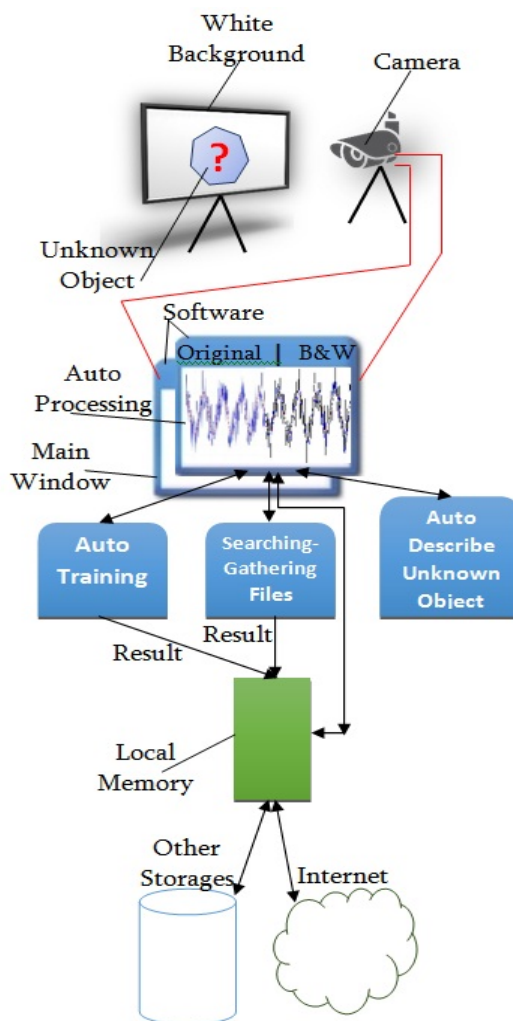 White
Background
Camera
?
Unknown
Object
Software
Original | B&W
Auto
Processing
Main
Window
Auto
Training
Searching-
Gathering
Files
Auto
Describe
Unknown
Object
Result
Result
Local
Memory
Other
Storages
Internet